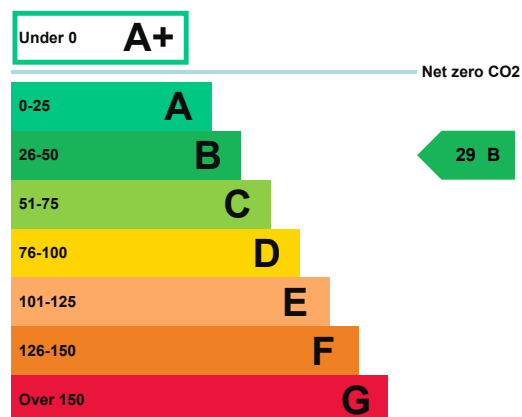 Under 0 A+
Net zero CO2
0-25 A
26-50 B
29 B
51-75 C
76-100 D
101-125 E
126-150 F
Over 150 G